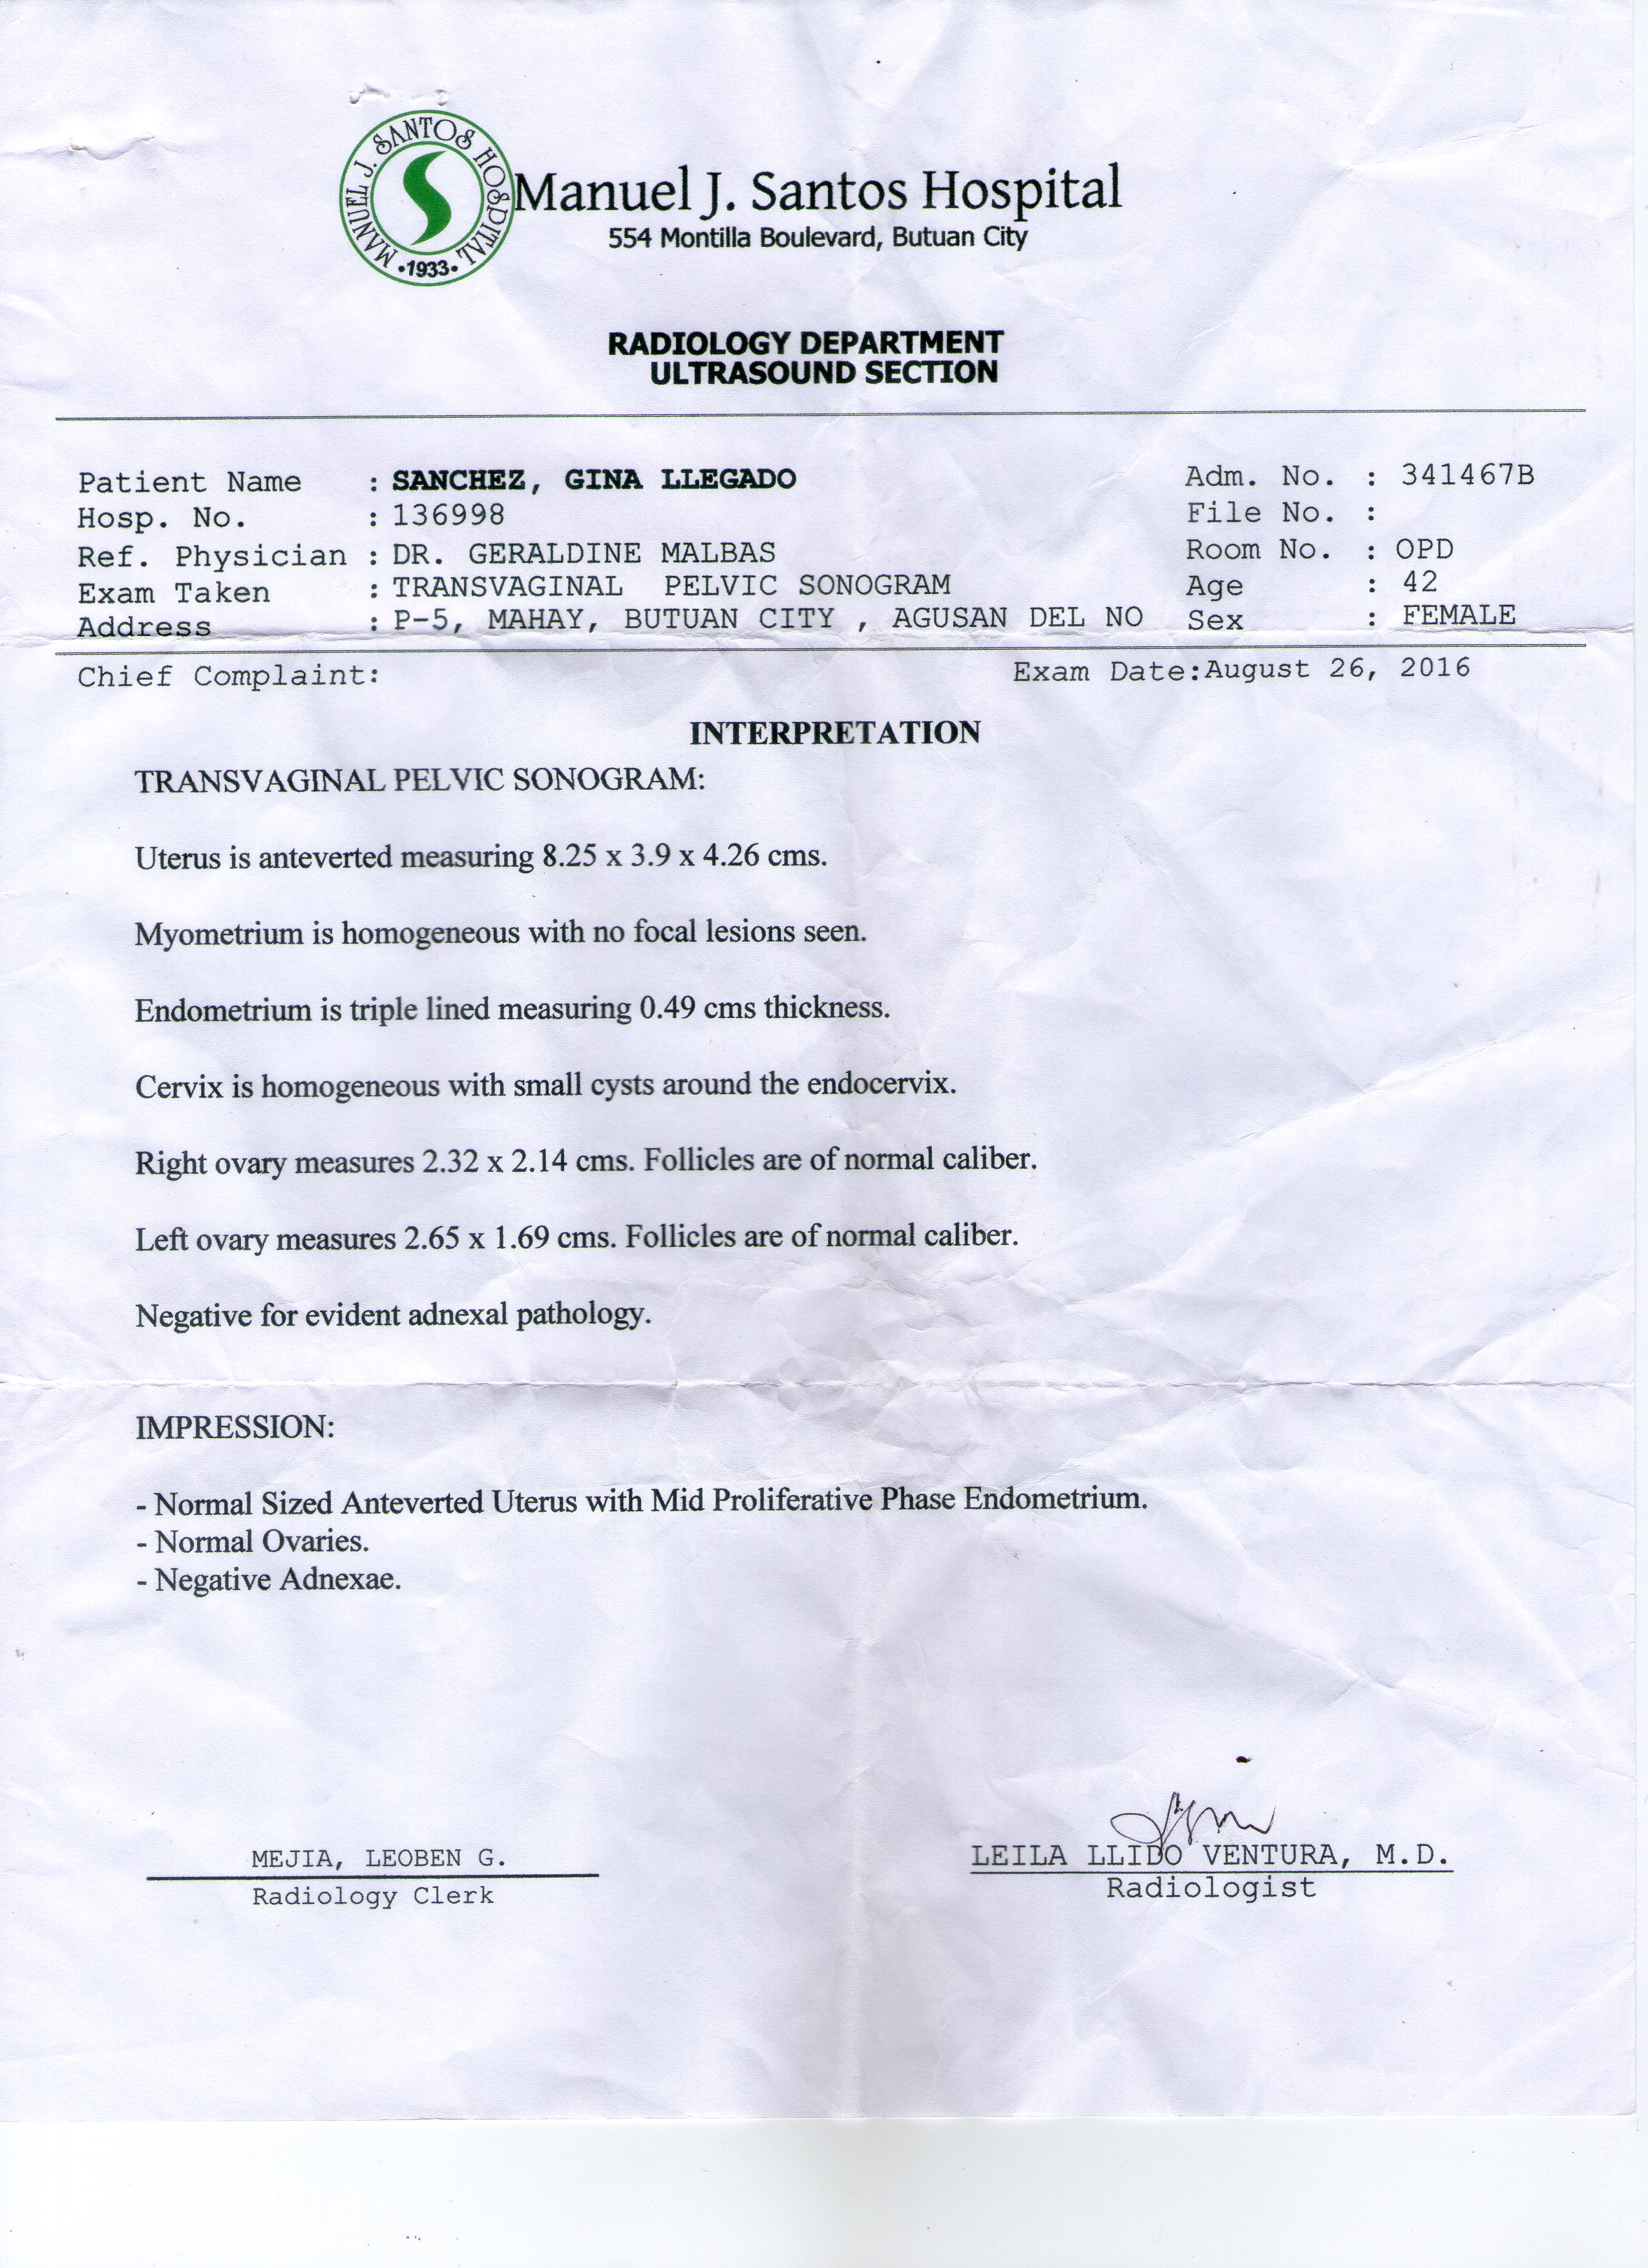 MANUEL J. SANTOS HOSPITAL
•1933•
Manuel J. Santos Hospital
554 Montilla Boulevard, Butuan City
RADIOLOGY DEPARTMENT
ULTRASOUND SECTION
Patient Name : SANCHEZ, GINA LLEGADO Adm. No. : 341467B
Hosp. No. : 136998 File No. :
Ref. Physician : DR. GERALDINE MALBAS Room No. : OPD
Exam Taken : TRANSVAGINAL PELVIC SONOGRAM Age : 42
Address : P-5, MAHAY, BUTUAN CITY , AGUSAN DEL NO Sex : FEMALE
Chief Complaint: Exam Date:August 26, 2016
INTERPRETATION
TRANSVAGINAL PELVIC SONOGRAM:
Uterus is anteverted measuring 8.25 x 3.9 x 4.26 cms.
Myometrium is homogeneous with no focal lesions seen.
Endometrium is triple lined measuring 0.49 cms thickness.
Cervix is homogeneous with small cysts around the endocervix.
Right ovary measures 2.32 x 2.14 cms. Follicles are of normal caliber.
Left ovary measures 2.65 x 1.69 cms. Follicles are of normal caliber.
Negative for evident adnexal pathology.
IMPRESSION:
- Normal Sized Anteverted Uterus with Mid Proliferative Phase Endometrium.
- Normal Ovaries.
- Negative Adnexae.
MEJIA, LEOBEN G. LEILA LLIDO VENTURA, M.D.
Radiology Clerk Radiologist